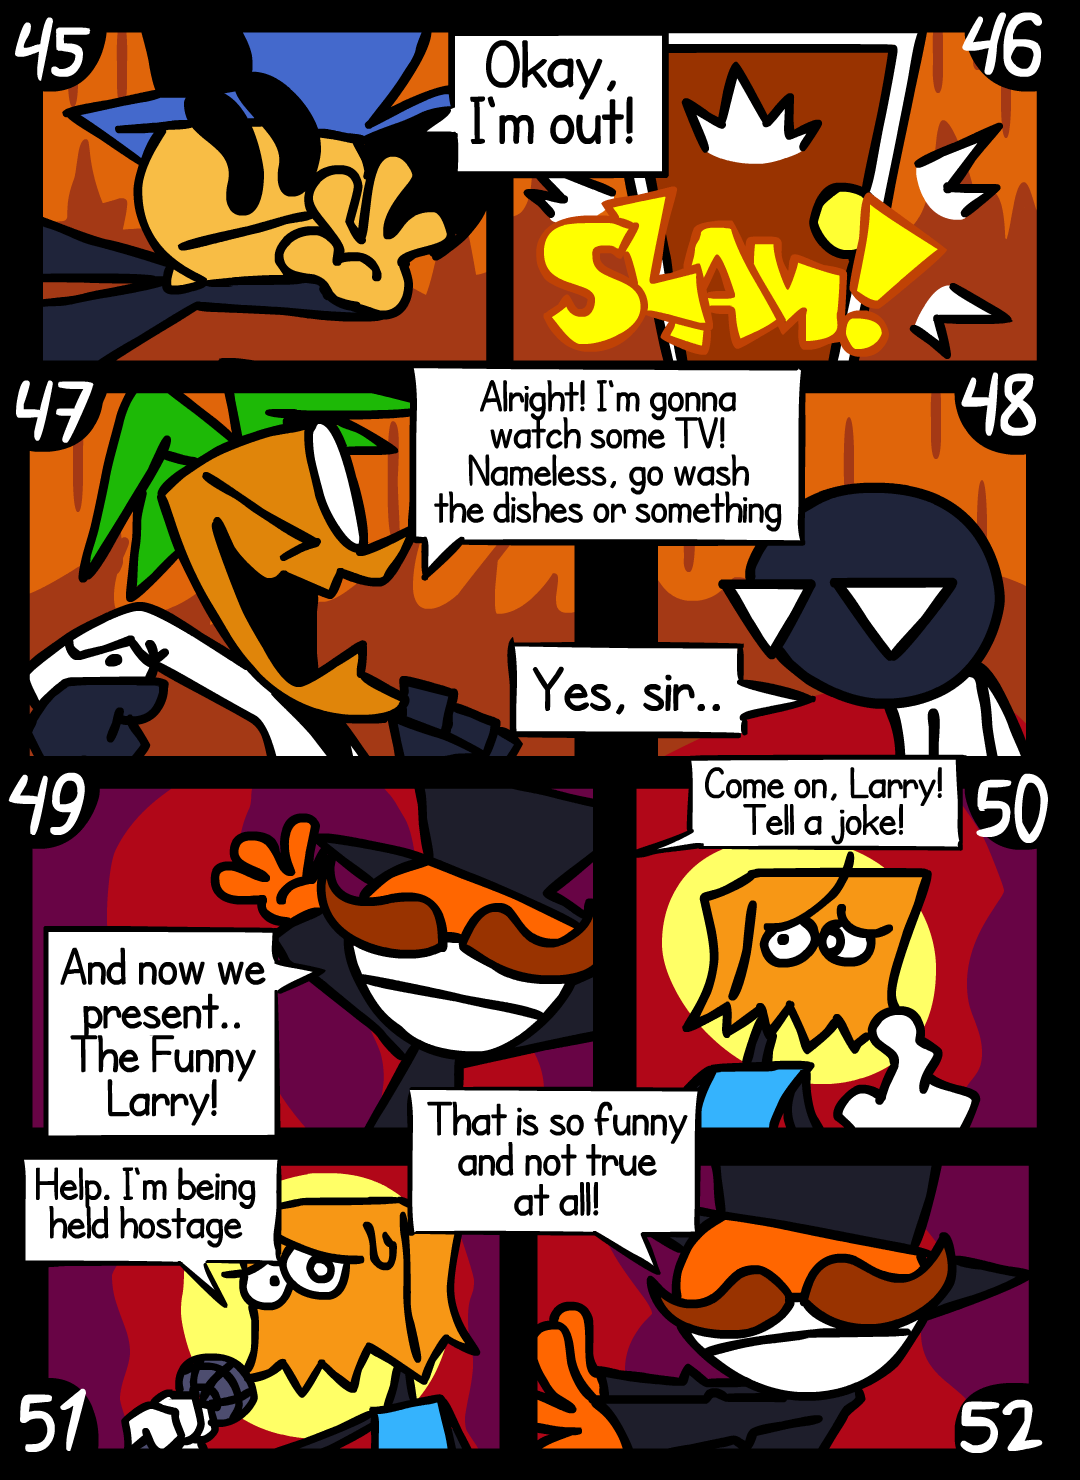 45
Okay,
I'm out!
46
SLAM!
47
Alright! I'm gonna
watch some TV!
Nameless, go wash
the dishes or something
48
Yes, sir..
49
And now we
present..
The Funny
Larry!
50
Come on, Larry!
Tell a joke!
51
Help. I'm being
held hostage
52
That is so funny
and not true
at all!